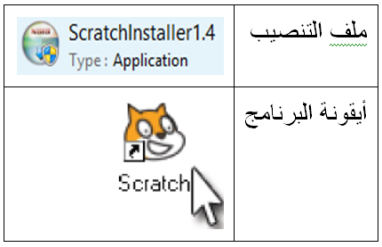 ملف التنصيب
ScratchInstaller1.4
Type : Application
أيقونة البرنامج
Scratch